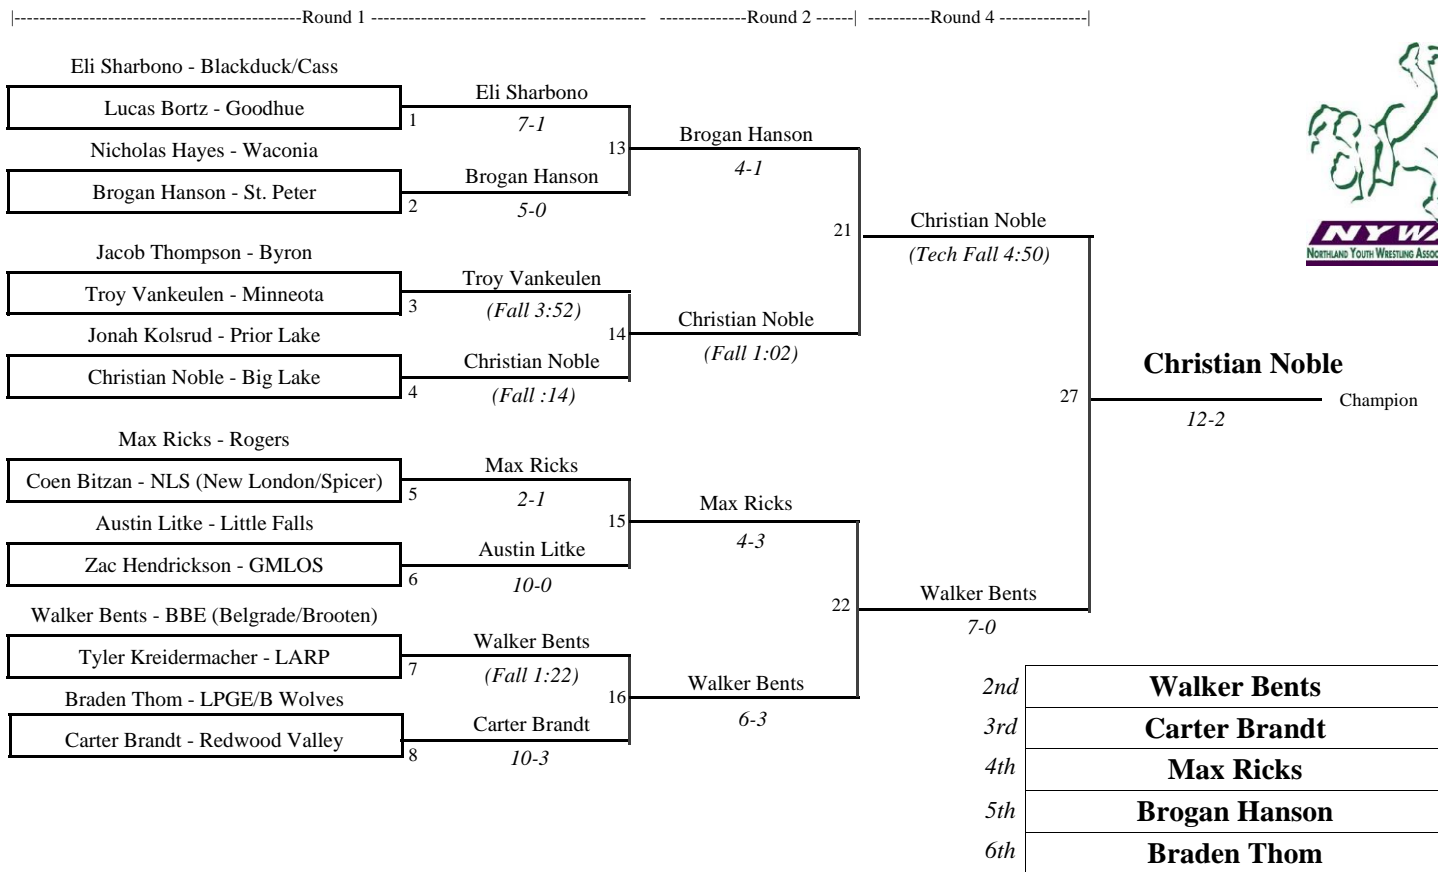 |----------------------------------------------Round 1 -------------------------------------------- --------------Round 2 ------| ----------Round 4 --------------|
Eli Sharbono - Blackduck/Cass
Lucas Bortz - Goodhue
1
Eli Sharbono
7-1
Nicholas Hayes - Waconia
Brogan Hanson - St. Peter
2
Brogan Hanson
5-0
13
Brogan Hanson
4-1
Jacob Thompson - Byron
Troy Vankeulen - Minneota
3
Troy Vankeulen
(Fall 3:52)
Jonah Kolsrud - Prior Lake
Christian Noble - Big Lake
4
Christian Noble
(Fall :14)
14
Christian Noble
(Fall 1:02)
21
Christian Noble
(Tech Fall 4:50)
NYWA
NORTHLAND YOUTH WRESTLING
Max Ricks - Rogers
Coen Bitzan - NLS (New London/Spicer)
5
Max Ricks
2-1
Austin Litke - Little Falls
Zac Hendrickson - GMLOS
6
Austin Litke
10-0
15
Max Ricks
4-3
Walker Bents - BBE (Belgrade/Brooten)
Tyler Kreidermacher - LARP
7
Walker Bents
(Fall 1:22)
Braden Thom - LPGE/B Wolves
Carter Brandt - Redwood Valley
8
Carter Brandt
10-3
16
Walker Bents
6-3
22
Walker Bents
7-0
27
Christian Noble
Champion
12-2
2nd Walker Bents
3rd Carter Brandt
4th Max Ricks
5th Brogan Hanson
6th Braden Thom